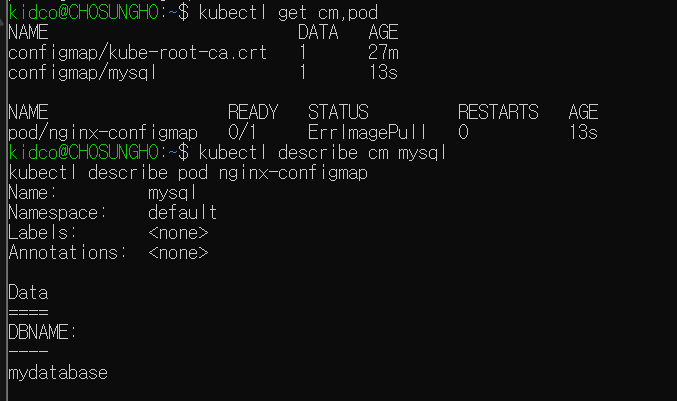 kidco@CHOSUNGHO:~$ kubectl get cm,pod
NAME                         DATA   AGE
configmap/kube-root-ca.crt   1      27m
configmap/mysql              1      13s

NAME                  READY   STATUS         RESTARTS   AGE
pod/nginx-configmap   0/1     ErrImagePull   0          13s
kidco@CHOSUNGHO:~$ kubectl describe cm mysql
kubectl describe pod nginx-configmap
Name:         mysql
Namespace:    default
Labels:       <none>
Annotations:  <none>

Data
====
DBNAME:
----
mydatabase